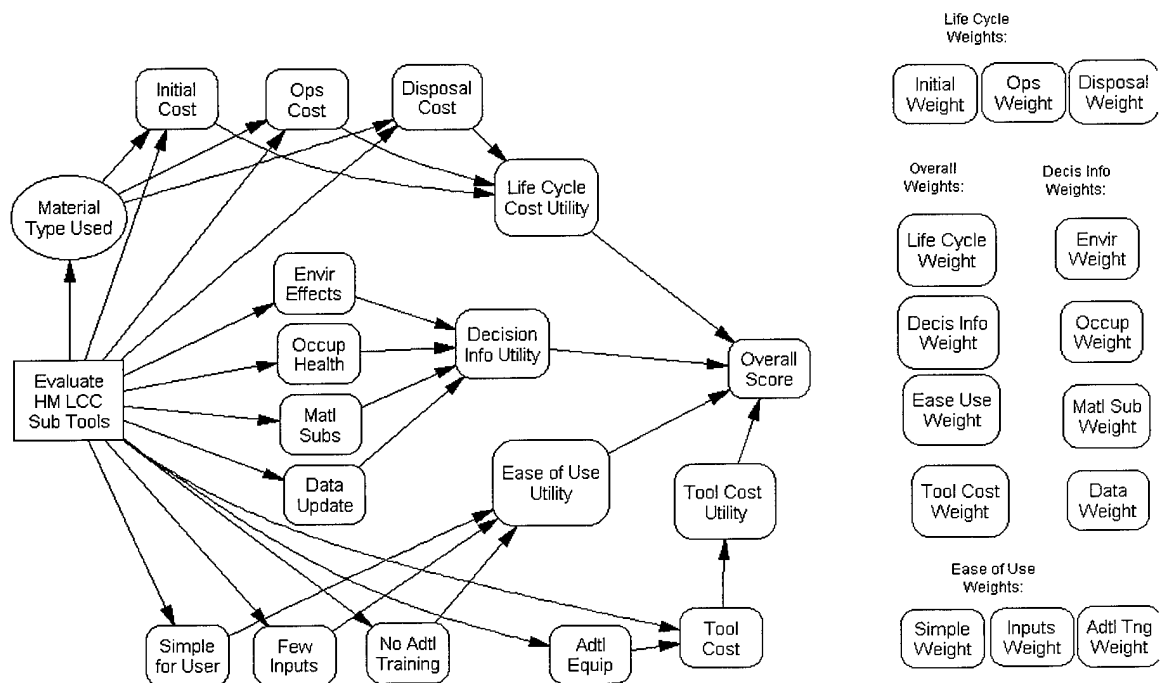 Life Cycle
Weights:
Initial
Cost
Ops
Cost
Disposal
Cost
Initial
Weight
Ops
Weight
Disposal
Weight
Material
Type Used
Life Cycle
Cost Utility
Overall
Weights:
Decis Info
Weights:
Life Cycle
Weight
Envir
Weight
Envir
Effects
Occup
Health
Decision
Info Utility
Decis Info
Weight
Occup
Weight
Evaluate
HM LCC
Sub Tools
Overall
Score
Matl
Subs
Ease Use
Weight
Matl Sub
Weight
Data
Update
Ease of Use
Utility
Tool Cost
Utility
Tool Cost
Weight
Data
Weight
Ease of Use
Weights:
Simple
for User
Few
Inputs
No Adtl
Training
Adtl
Equip
Tool
Cost
Simple
Weight
Inputs
Weight
Adtl Tng
Weight